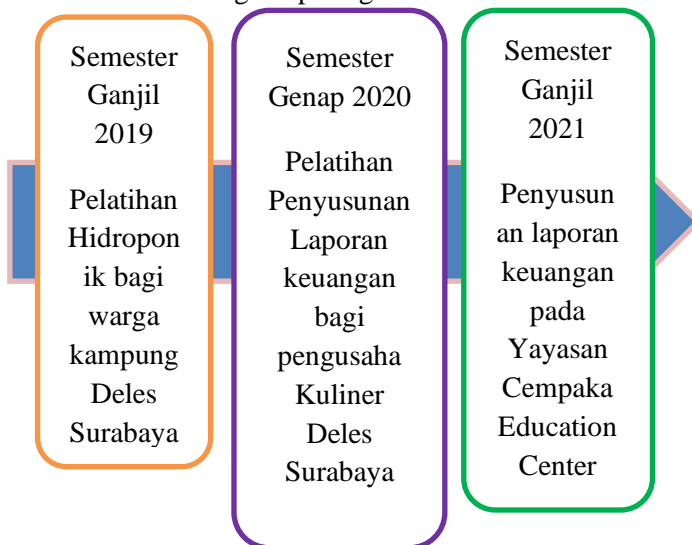 Semester
Ganjil
2019
Pelatihan
Hidropon
ik bagi
warga
kampung
Deles
Surabaya
Semester
Genap 2020
Pelatihan
Penyusunan
Laporan
keuangan
bagi
pengusaha
Kuliner
Deles
Surabaya
Semester
Ganjil
2021
Penyusun
an laporan
keuangan
pada
Yayasan
Cempaka
Education
Center